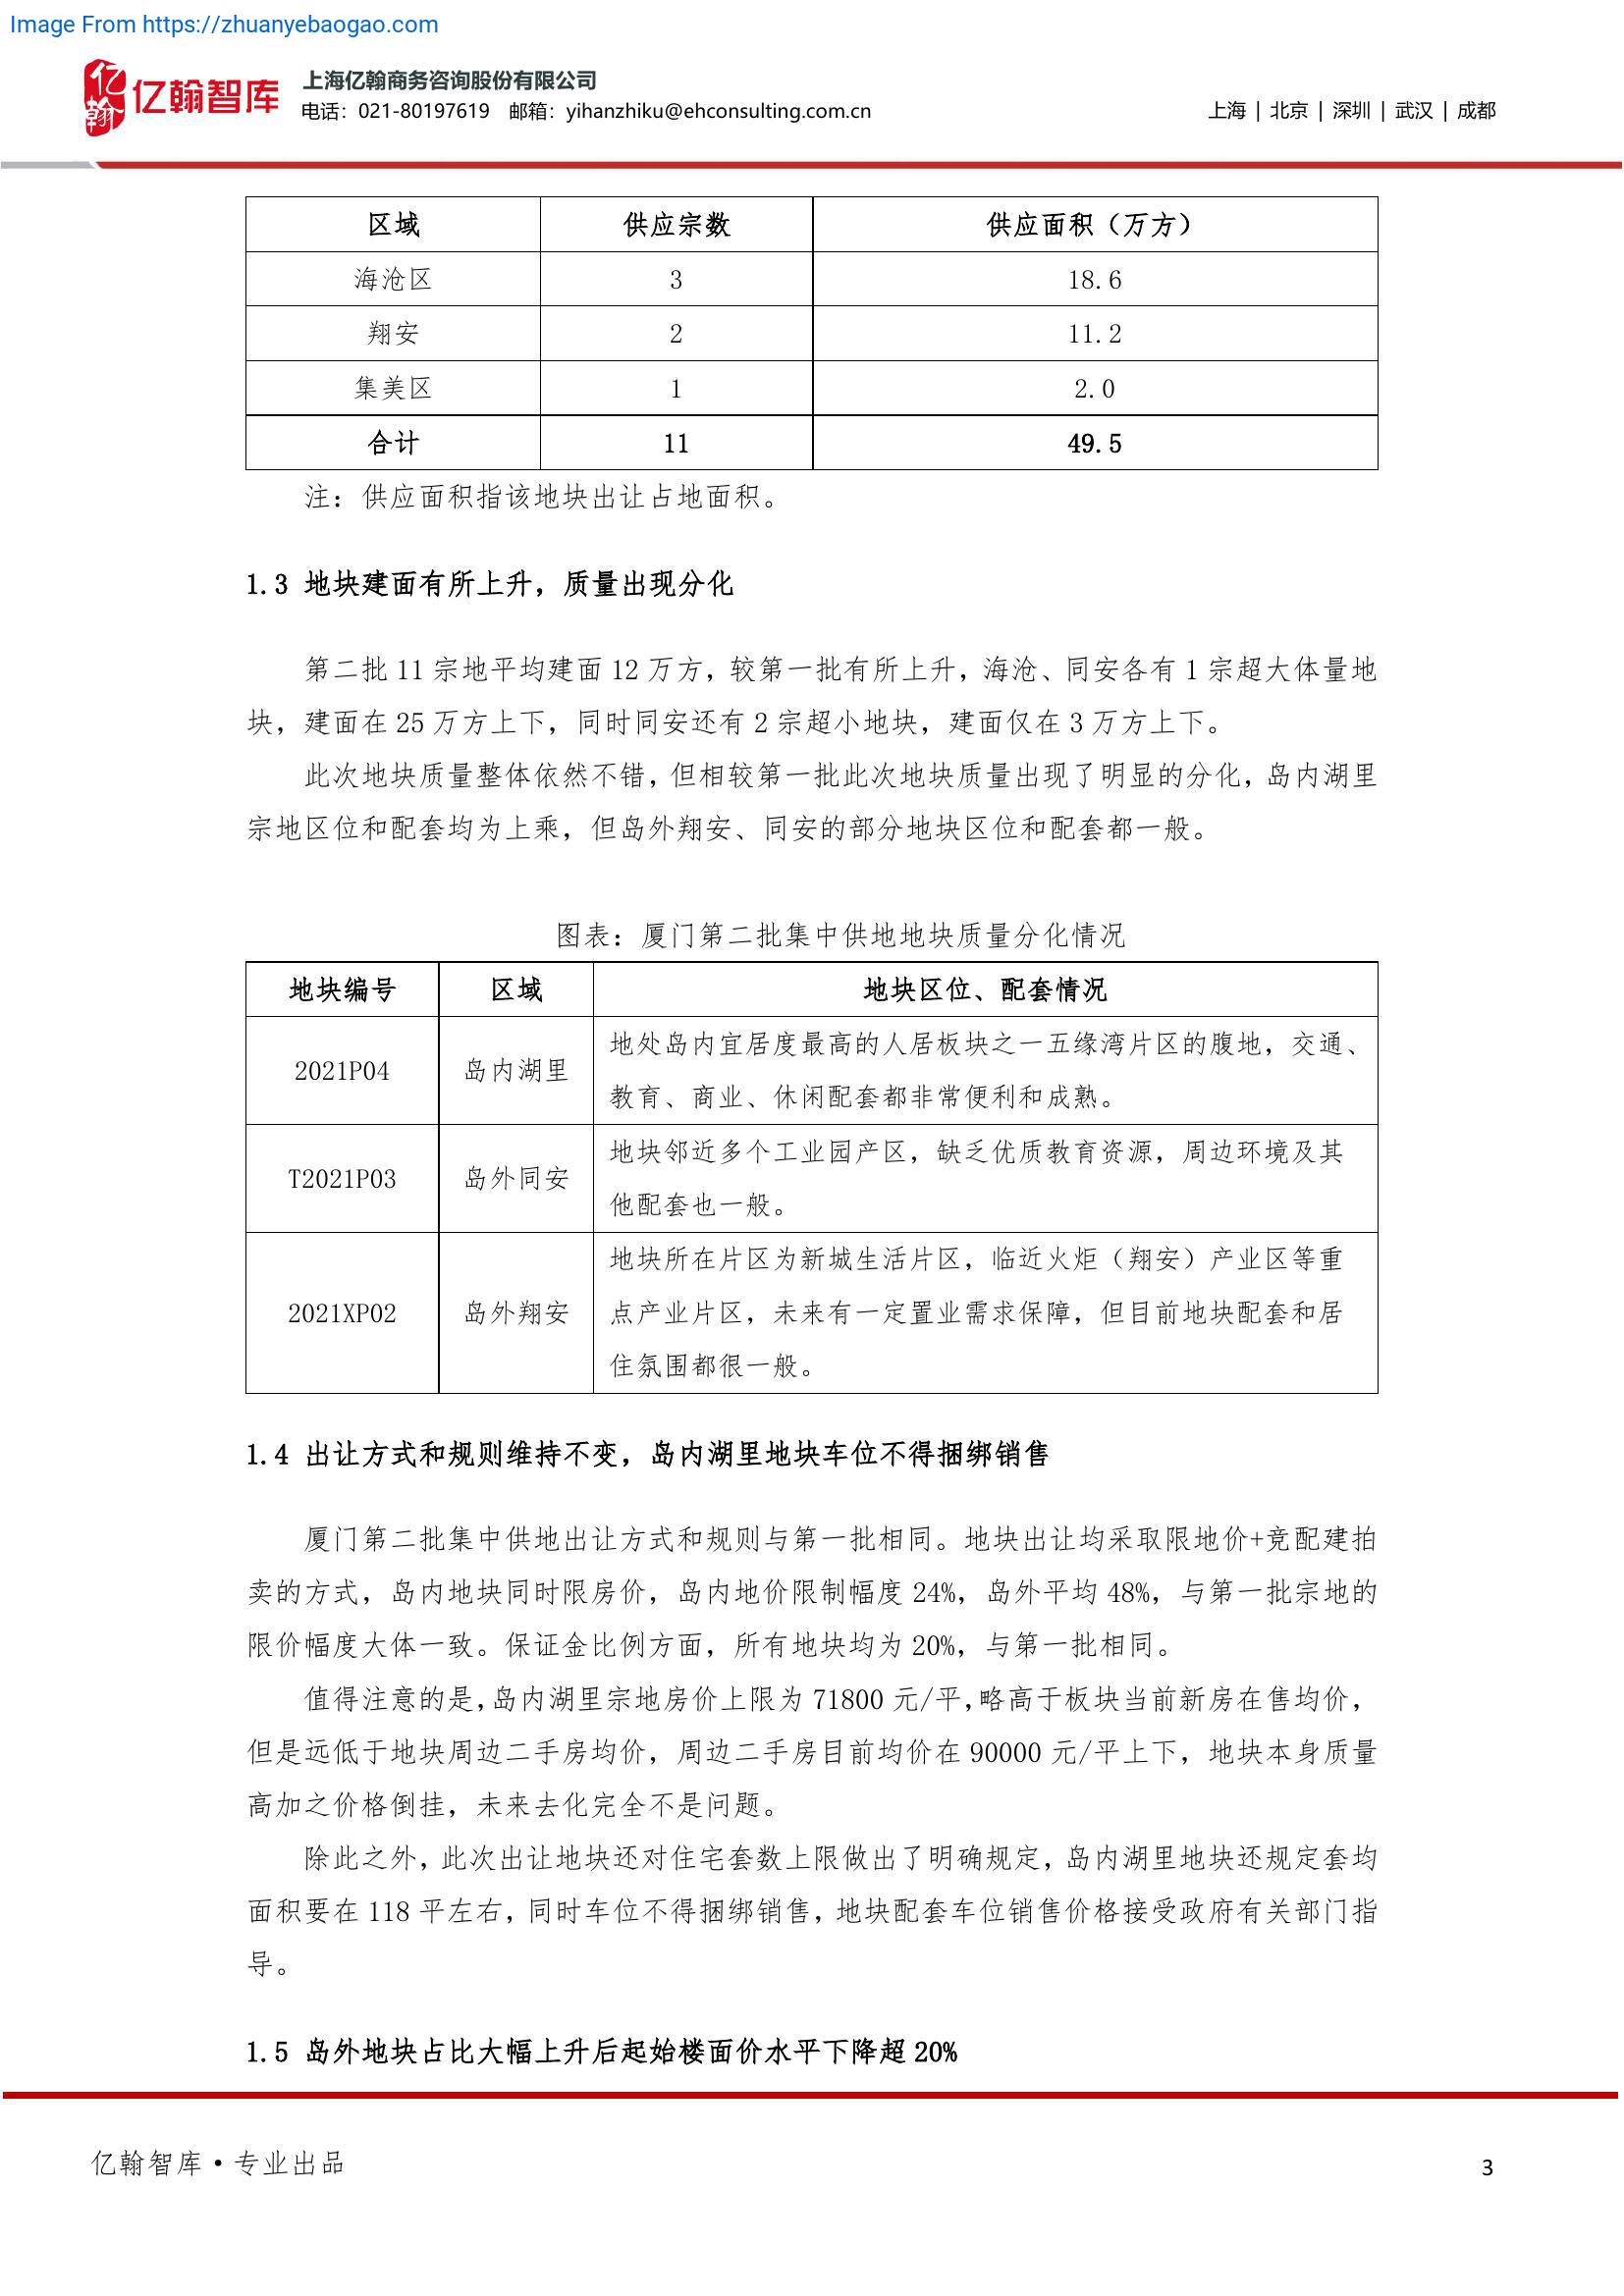 Image From https://zhuanyebaogao.com
亿翰
亿翰智库
上海亿翰商务咨询股份有限公司
电话：021-80197619 邮箱：yihanzhiku@ehconsulting.com.cn
上海 | 北京 | 深圳 | 武汉 | 成都
区域 供应宗数 供应面积（万方）
海沧区 3 18.6
翔安 2 11.2
集美区 1 2.0
合计 11 49.5
注：供应面积指该地块出让占地面积。
1.3 地块建面有所上升，质量出现分化
第二批 11 宗地平均建面 12 万方，较第一批有所上升，海沧、同安各有 1 宗超大体量地
块，建面在 25 万方上下，同时同安还有 2 宗超小地块，建面仅在 3 万方上下。
此次地块质量整体依然不错，但相较第一批此次地块质量出现了明显的分化，岛内湖里
宗地区位和配套均为上乘，但岛外翔安、同安的部分地块区位和配套都一般。
图表：厦门第二批集中供地地块质量分化情况
地块编号 区域 地块区位、配套情况
2021P04 岛内湖里 地处岛内宜居度最高的人居板块之一五缘湾片区的腹地，交通、
教育、商业、休闲配套都非常便利和成熟。
T2021P03 岛外同安 地块邻近多个工业园产区，缺乏优质教育资源，周边环境及其
他配套也一般。
2021XP02 岛外翔安 地块所在片区为新城生活片区，临近火炬（翔安）产业区等重
点产业片区，未来有一定置业需求保障，但目前地块配套和居
住氛围都很一般。
1.4 出让方式和规则维持不变，岛内湖里地块车位不得捆绑销售
厦门第二批集中供地出让方式和规则与第一批相同。地块出让均采取限地价+竞配建拍
卖的方式，岛内地块同时限房价，岛内地价限制幅度 24%，岛外平均 48%，与第一批宗地的
限价幅度大体一致。保证金比例方面，所有地块均为 20%，与第一批相同。
值得注意的是，岛内湖里宗地房价上限为 71800 元/平，略高于板块当前新房在售均价，
但是远低于地块周边二手房均价，周边二手房目前均价在 90000 元/平上下，地块本身质量
高加之价格倒挂，未来去化完全不是问题。
除此之外，此次出让地块还对住宅套数上限做出了明确规定，岛内湖里地块还规定套均
面积要在 118 平左右，同时车位不得捆绑销售，地块配套车位销售价格接受政府有关部门指
导。
1.5 岛外地块占比大幅上升后起始楼面价水平下降超 20%
亿翰智库·专业出品
3